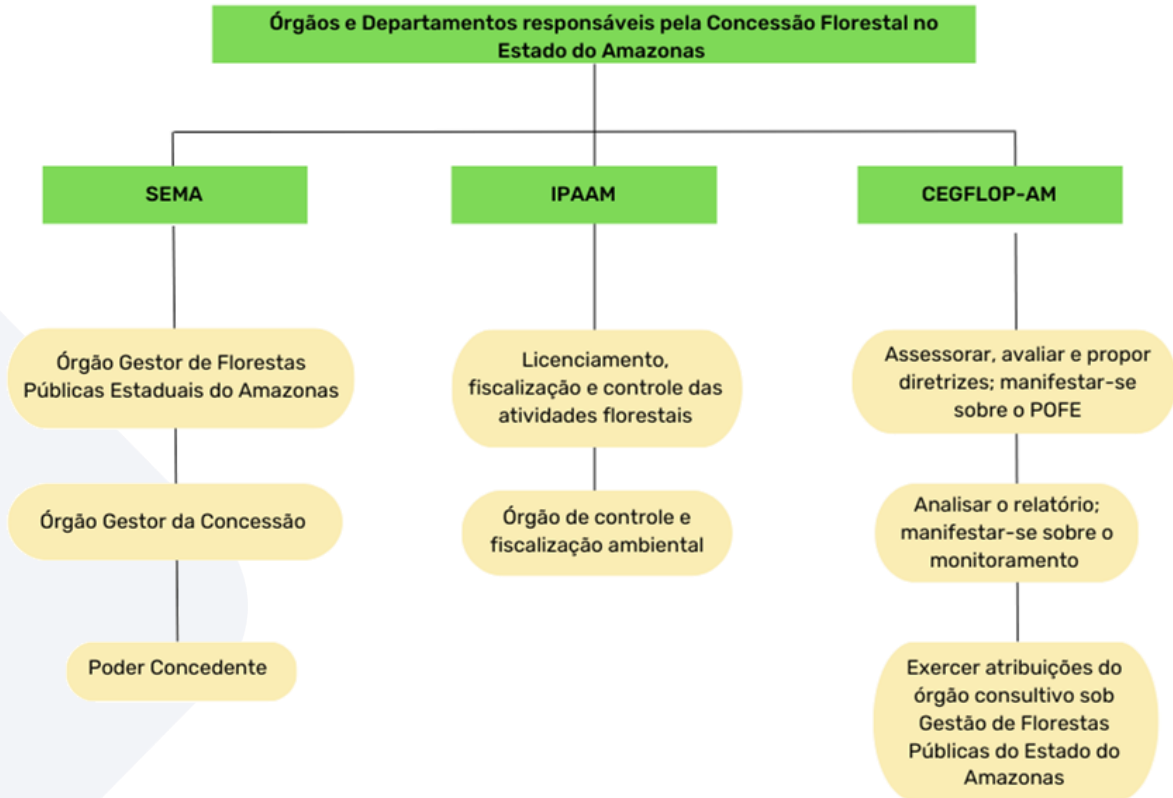 Órgãos e Departamentos responsáveis pela Concessão Florestal no
Estado do Amazonas
SEMA
IPAAM
CEGFLOP-AM
Órgão Gestor de Florestas
Públicas Estaduais do Amazonas
Órgão Gestor da Concessão
Poder Concedente
Licenciamento,
fiscalização e controle das
atividades florestais
Órgão de controle e
fiscalização ambiental
Assessorar, avaliar e propor
diretrizes; manifestar-se
sobre o POFE
Analisar o relatório;
manifestar-se sobre o
monitoramento
Exercer atribuições do
órgão consultivo sob
Gestão de Florestas
Públicas do Estado do
Amazonas